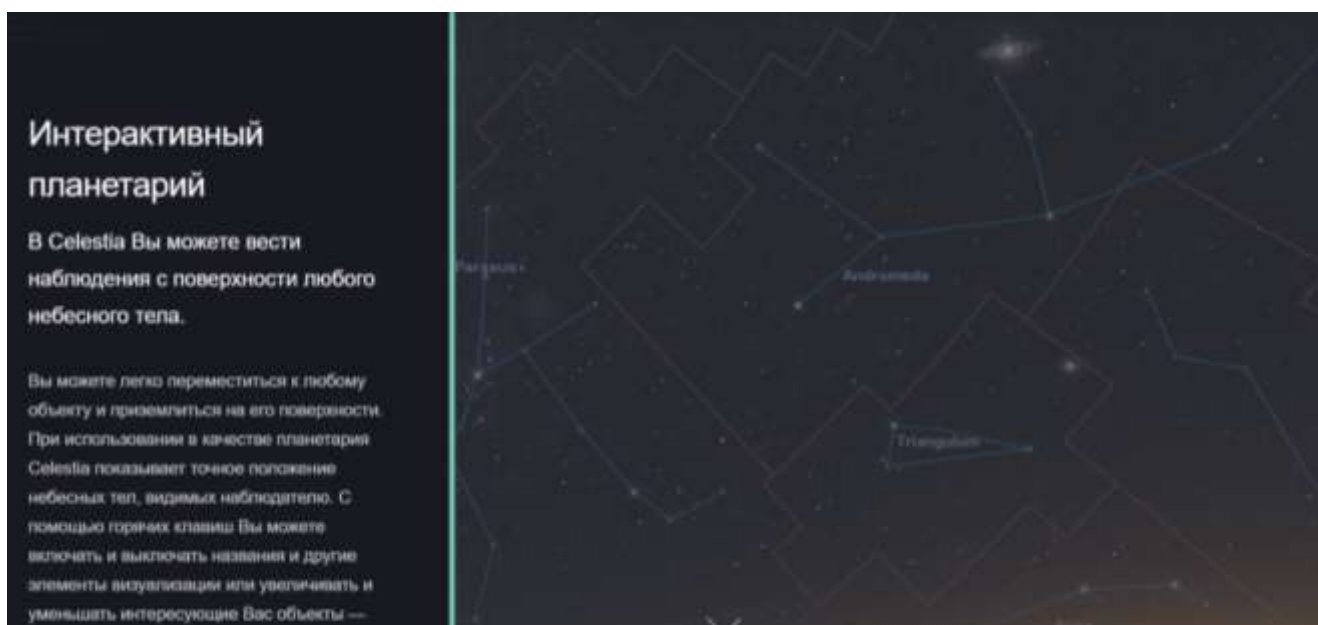 Интерактивный
планетарий
В Celestia Вы можете вести
наблюдения с поверхности любого
небесного тела.
Вы можете легко переместиться к любому
объекту и приземлиться на его поверхности.
При использовании в качестве планетария
Celestia показывает точное положение
небесных тел, видимых наблюдателю. С
помощью горячих клавиш Вы можете
включать и выключать названия и другие
элементы визуализации или увеличивать и
уменьшать интересующие Вас объекты —
Perseus
Andromeda
Triangulum